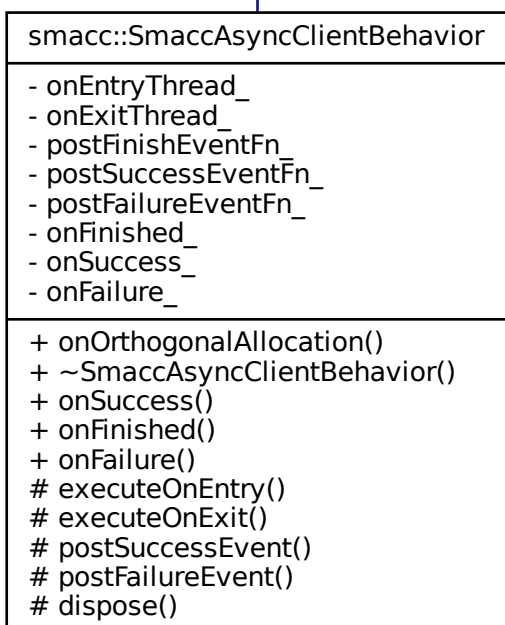 smacc::SmaccAsyncClientBehavior
- onEntryThread_
- onExitThread_
- postFinishEventFn_
- postSuccessEventFn_
- postFailureEventFn_
- onFinished_
- onSuccess_
- onFailure_
+ onOrthogonalAllocation()
+ ~SmaccAsyncClientBehavior()
+ onSuccess()
+ onFinished()
+ onFailure()
# executeOnEntry()
# executeOnExit()
# postSuccessEvent()
# postFailureEvent()
# dispose()